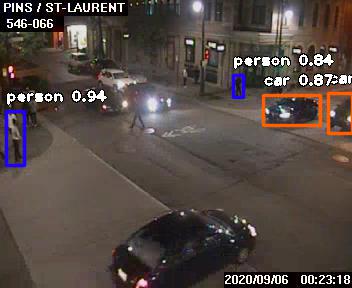 PINS / ST-LAURENT
546-066
person 0.84
car 0.87
car
person 0.94
2020/09/06 00:23:18